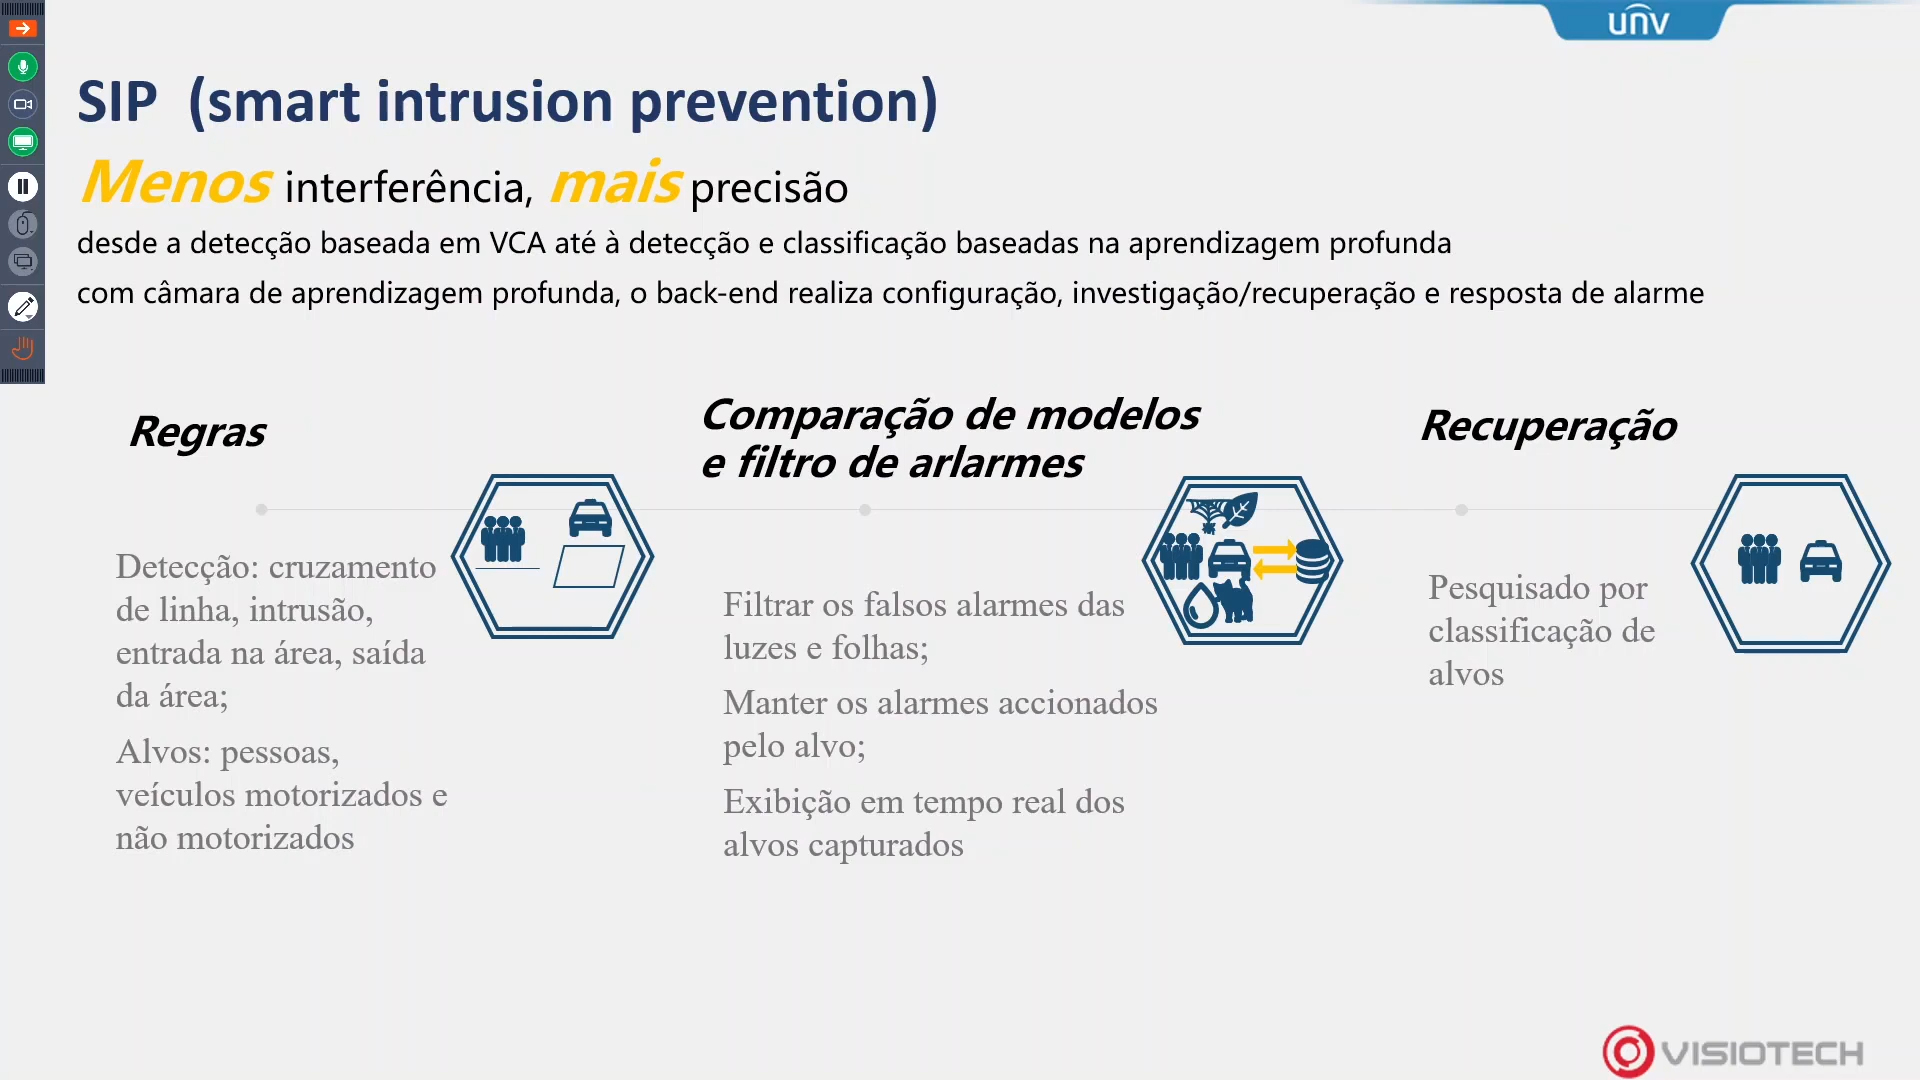 unv
SIP (smart intrusion prevention)
Menos interferência, mais precisão
desde a detecção baseada em VCA até à detecção e classificação baseadas na aprendizagem profunda
com câmara de aprendizagem profunda, o back-end realiza configuração, investigação/recuperação e resposta de alarme
Regras
Detecção: cruzamento
de linha, intrusão,
entrada na área, saída
da área;
Alvos: pessoas,
veículos motorizados e
não motorizados
Comparação de modelos
e filtro de arlarmes
Filtrar os falsos alarmes das
luzes e folhas;
Manter os alarmes accionados
pelo alvo;
Exibição em tempo real dos
alvos capturados
Recuperação
Pesquisado por
classificação de
alvos
VISIOTECH